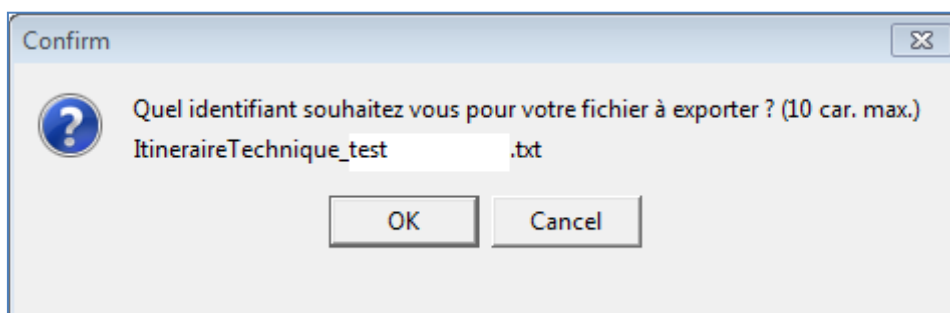 Confirm
Quel identifiant souhaitez vous pour votre fichier à exporter ? (10 car. max.)
ItineraireTechnique_test .txt
OK Cancel